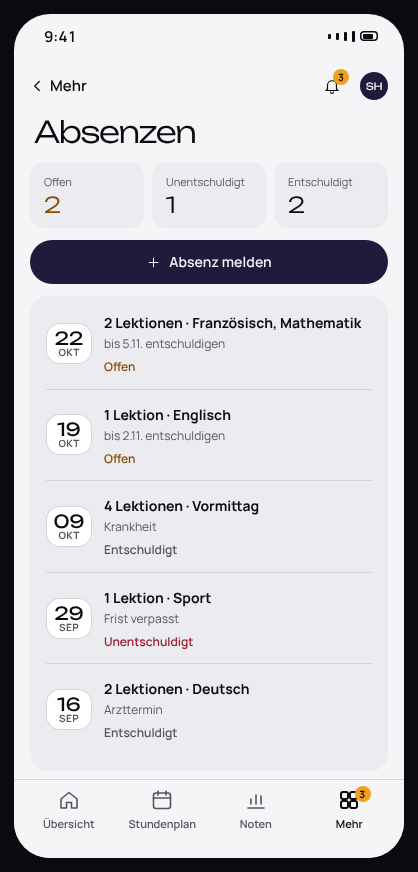 9:41
Mehr
3
SH
Absenzen
Offen
2
Unentschuldigt
1
Entschuldigt
2
+ Absenz melden
22
OKT
2 Lektionen · Französisch, Mathematik
bis 5.11. entschuldigen
Offen
19
OKT
1 Lektion · Englisch
bis 2.11. entschuldigen
Offen
09
OKT
4 Lektionen · Vormittag
Krankheit
Entschuldigt
29
SEP
1 Lektion · Sport
Frist verpasst
Unentschuldigt
16
SEP
2 Lektionen · Deutsch
Arzttermin
Entschuldigt
Übersicht
Stundenplan
Noten
3
Mehr